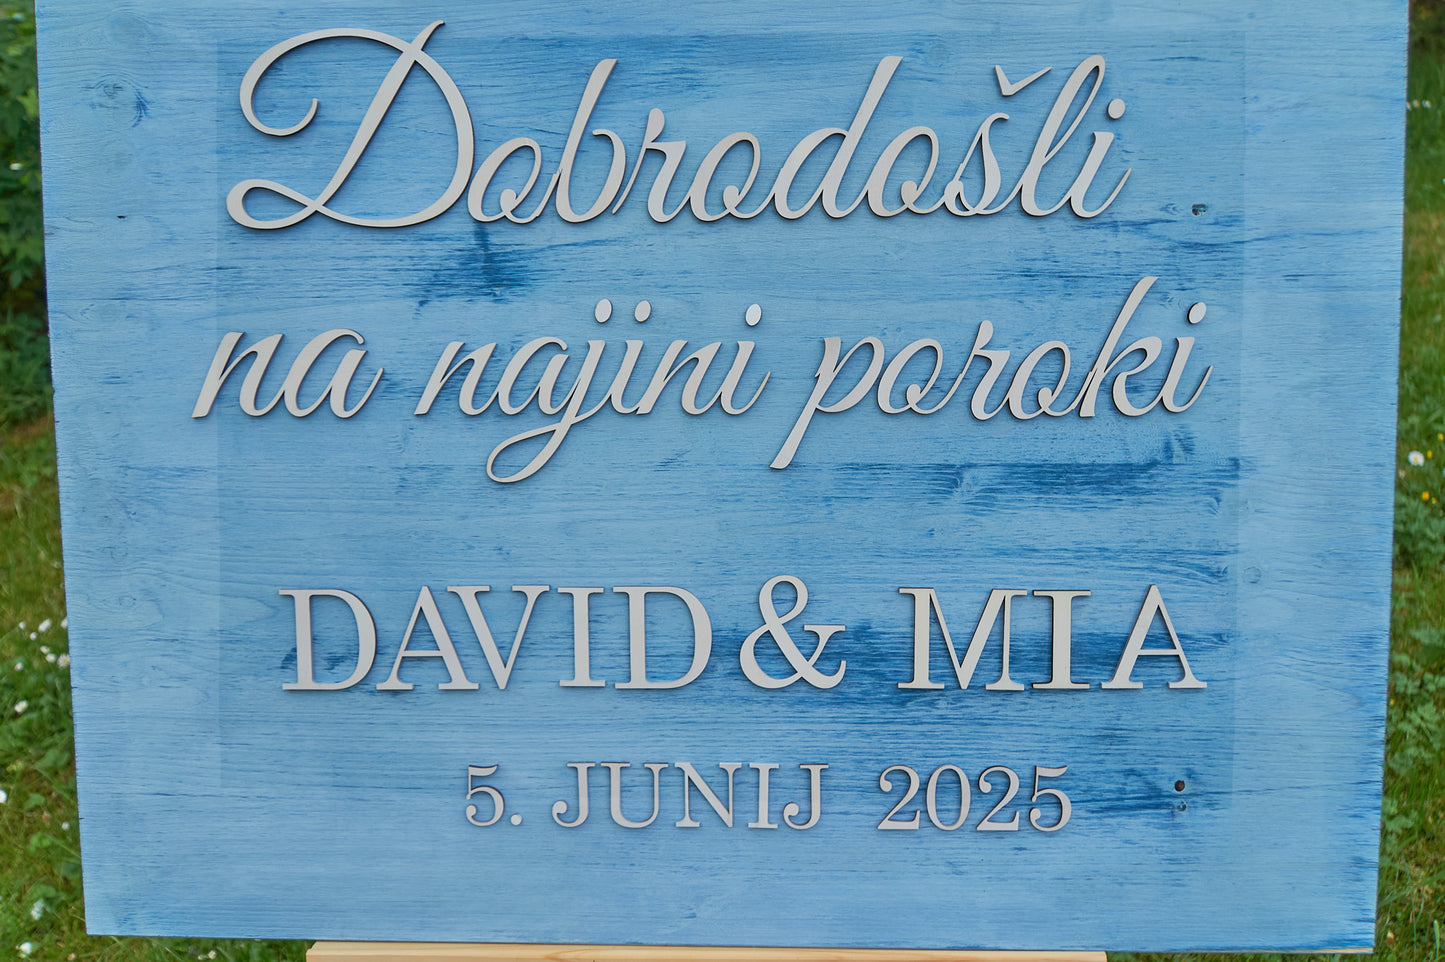 Dobrodošli
na najini poroki
DAVID & MIA
5. JUNIJ 2025